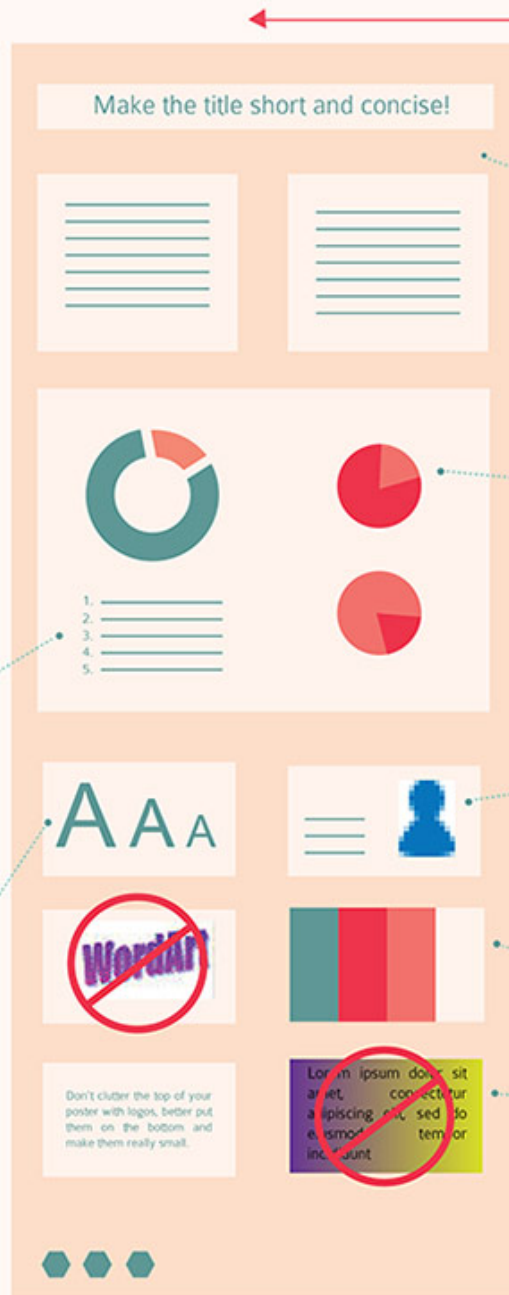 Make the title short and concise!
1.
2.
3.
4.
5.
A A A
WordArt
Lorem ipsum dolor sit
amet, consectetur
adipiscing elit, sed do
eiusmod tempor
incididunt
Don't clutter the top of your
poster with logos, better put
them on the bottom and
make them really small.